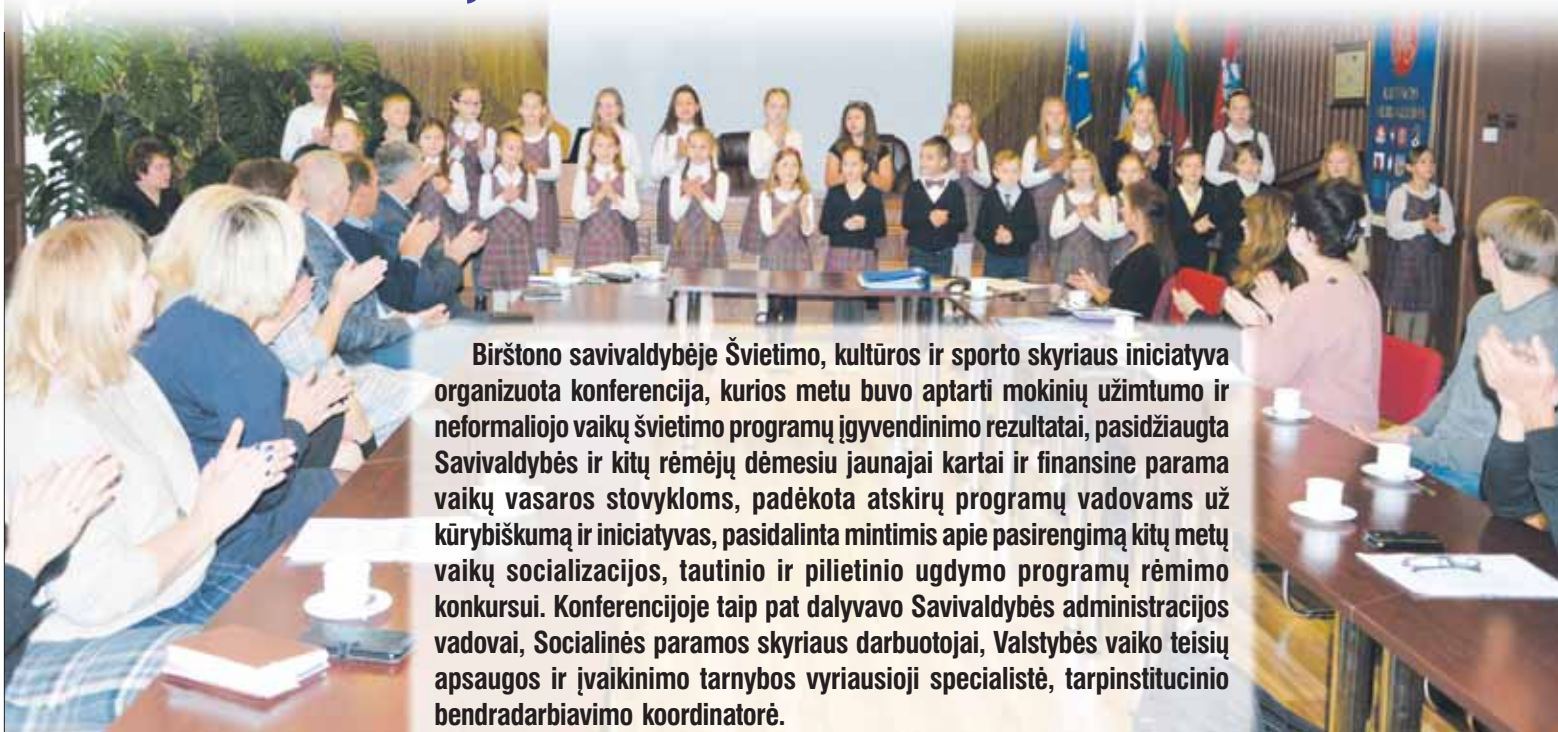 Birštono savivaldybėje Švietimo, kultūros ir sporto skyriaus iniciatyva
organizuota konferencija, kurios metu buvo aptarti mokinių užimtumo ir
neformaliojo vaikų švietimo programų įgyvendinimo rezultatai, pasidžiaugta
Savivaldybės ir kitų rėmėjų dėmesiu jaunajai kartai ir finansine parama
vaikų vasaros stovykloms, padėkota atskirų programų vadovams už
kūrybiškumą ir iniciatyvas, pasidalinta mintimis apie pasirengimą kitų metų
vaikų socializacijos, tautinio ir pilietinio ugdymo programų rėmimo
konkursui. Konferencijoje taip pat dalyvavo Savivaldybės administracijos
vadovai, Socialinės paramos skyriaus darbuotojai, Valstybės vaiko teisių
apsaugos ir įvaikinimo tarnybos vyriausioji specialistė, tarpinstitucinio
bendradarbiavimo koordinatorė.